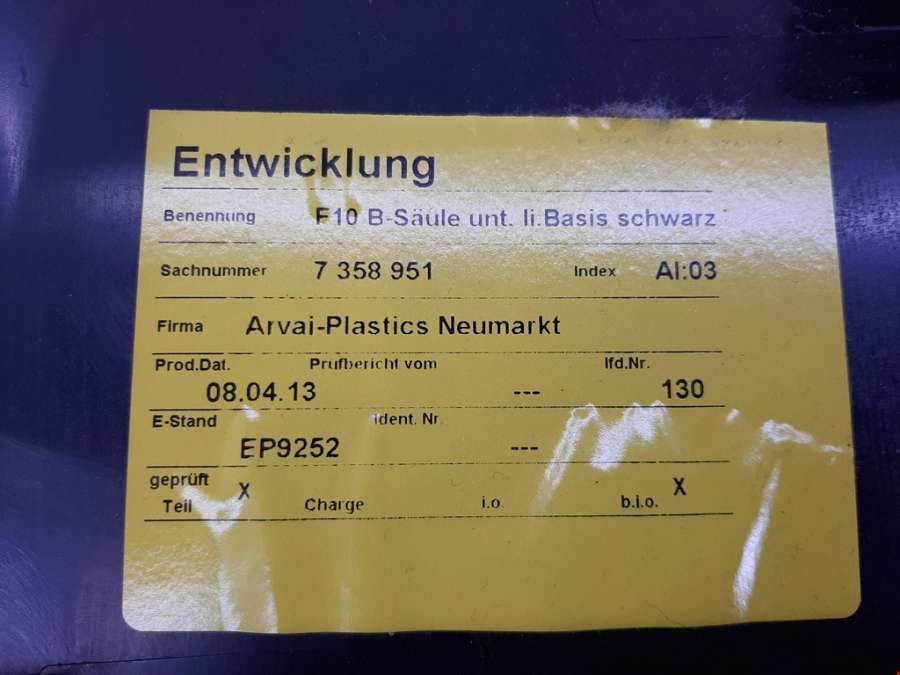 Entwicklung
Benennung F10 B-Säule unt. li.Basis schwarz
Sachnummer 7 358 951 Index AI:03
Firma Arvai-Plastics Neumarkt
Prod.Dat. Prüfbericht vom lfd.Nr.
08.04.13 --- 130
E-Stand Ident. Nr.
EP9252 ---
geprüft X X
Teil Charge i.o. b.i.o.